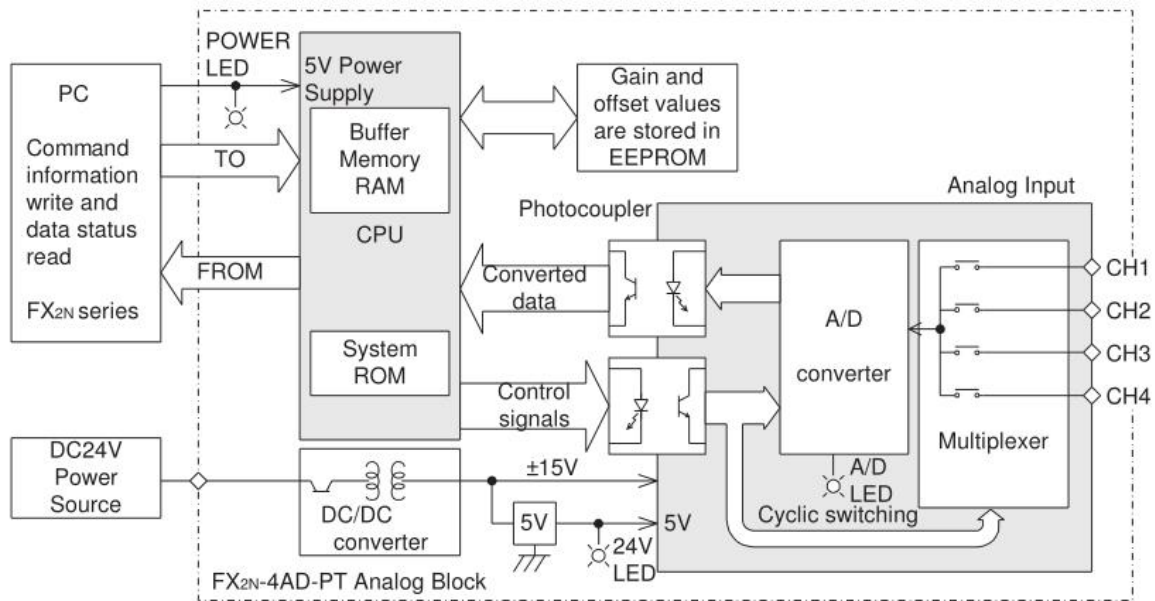 POWER
LED
PC
Command
information
write and
data status
read
FX2N series
TO
FROM
5V Power
Supply
Buffer
Memory
RAM
CPU
System
ROM
Gain and
offset values
are stored in
EEPROM
Photocoupler
Analog Input
Converted
data
Control
signals
A/D
converter
Multiplexer
CH1
CH2
CH3
CH4
A/D
LED
Cyclic switching
DC24V
Power
Source
DC/DC
converter
±15V
5V
5V
24V
LED
FX2N-4AD-PT Analog Block